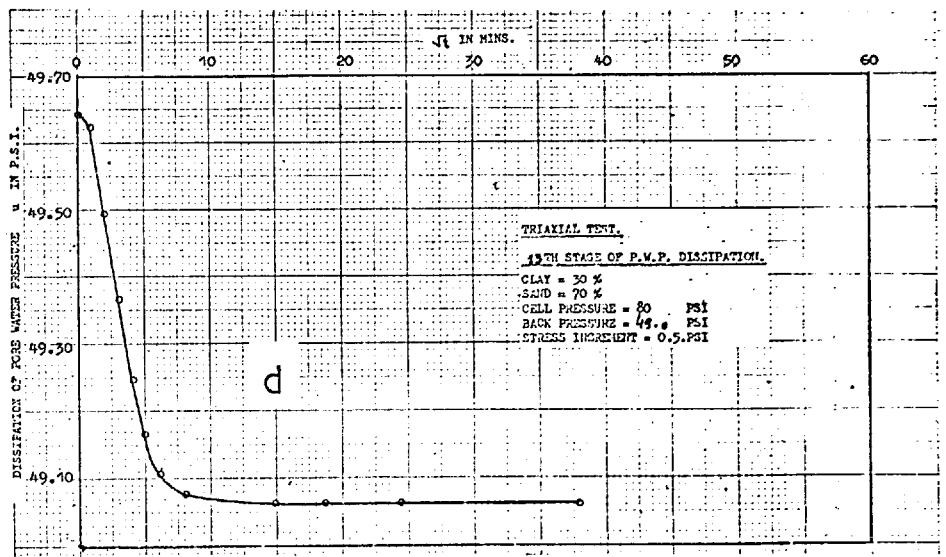 √t IN MINS.
0 10 20 30 40 50 60
49.70
49.50
49.30
49.10
DISSIPATION OF PORE WATER PRESSURE u IN P.S.I.
TRIAXIAL TEST.
13TH STAGE OF P.W.P. DISSIPATION.
CLAY = 30 %
SAND = 70 %
CELL PRESSURE = 80 PSI
BACK PRESSURE = 49.0 PSI
STRESS INCREMENT = 0.5.PSI
d